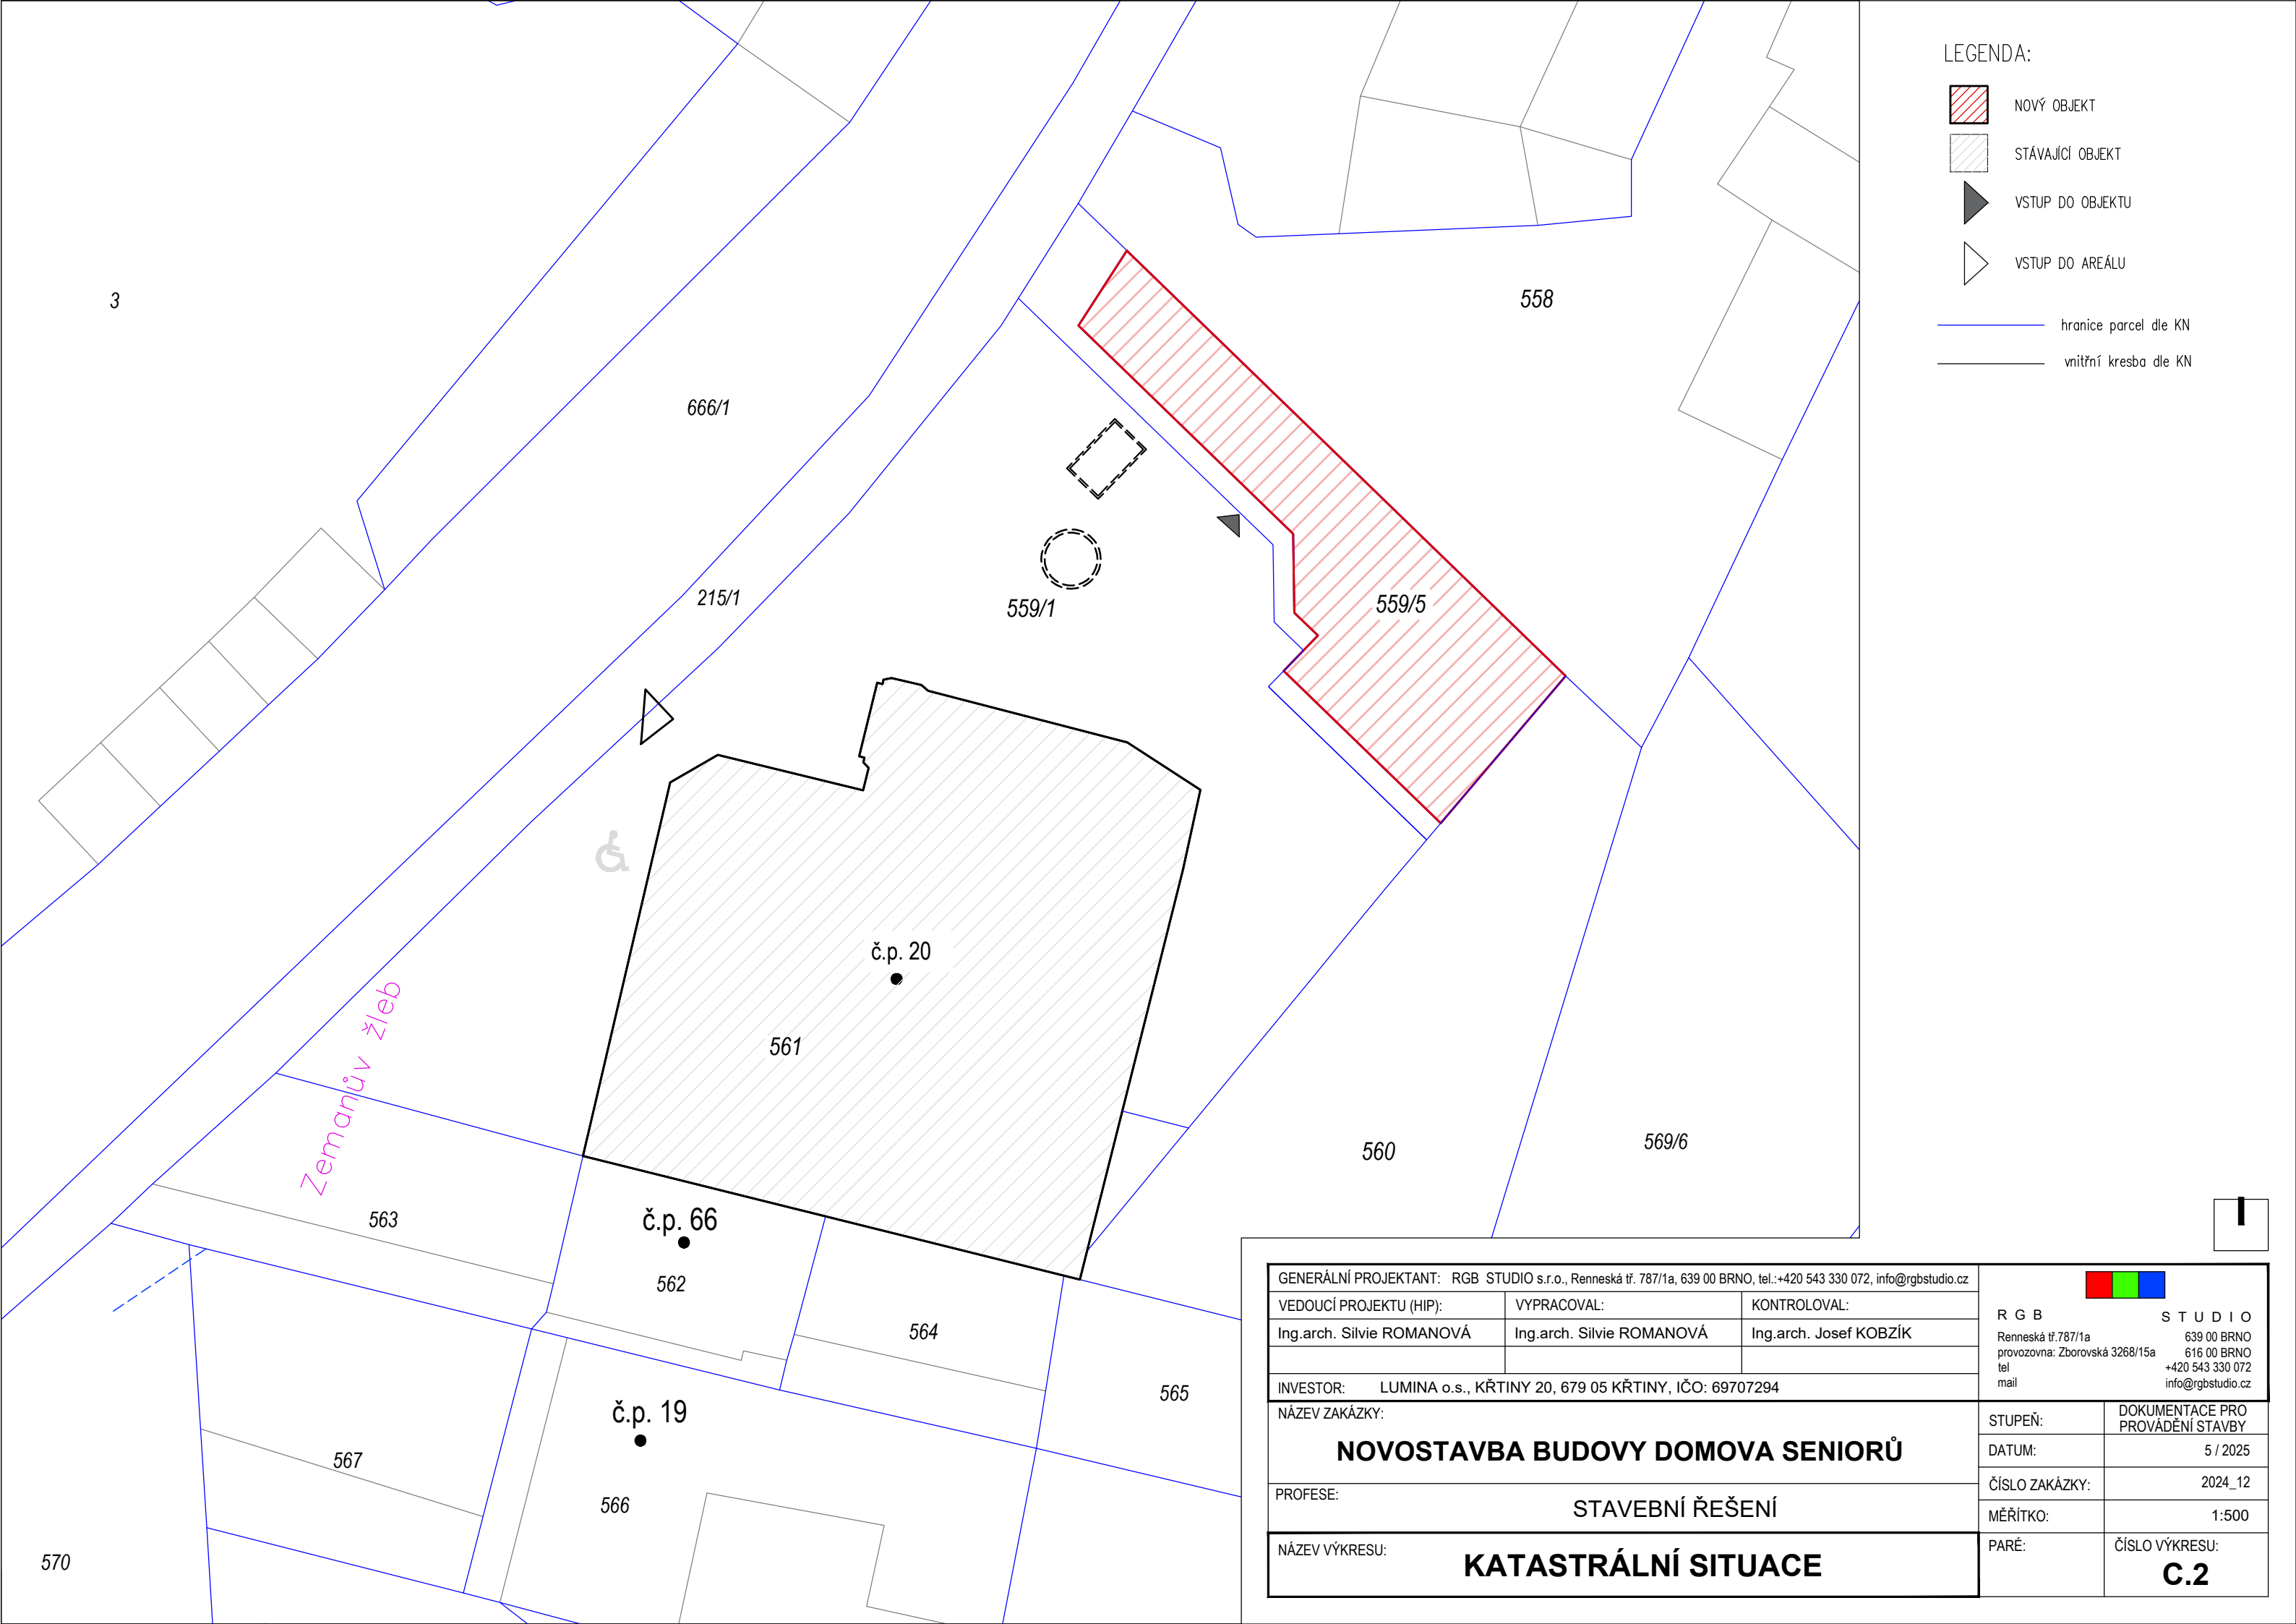 LEGENDA:
NOVÝ OBJEKT
STÁVAJÍCÍ OBJEKT
VSTUP DO OBJEKTU
VSTUP DO AREÁLU
hranice parcel dle KN
vnitřní kresba dle KN
3
558
666/1
215/1
559/1
559/5
č.p. 20
561
Zemanův žleb
560
569/6
563
č.p. 66
562
564
565
č.p. 19
567
566
570
GENERÁLNÍ PROJEKTANT: RGB STUDIO s.r.o., Renneská tř. 787/1a, 639 00 BRNO, tel.:+420 543 330 072, info@rgbstudio.cz
VEDOUCÍ PROJEKTU (HIP): VYPRACOVAL: KONTROLOVAL:
Ing.arch. Silvie ROMANOVÁ Ing.arch. Silvie ROMANOVÁ Ing.arch. Josef KOBZÍK
INVESTOR: LUMINA o.s., KŘTINY 20, 679 05 KŘTINY, IČO: 69707294
RGB STUDIO
Renneská tř.787/1a 639 00 BRNO
provozovna: Zborovská 3268/15a 616 00 BRNO
tel +420 543 330 072
mail info@rgbstudio.cz
NÁZEV ZAKÁZKY:
NOVOSTAVBA BUDOVY DOMOVA SENIORŮ
PROFESE:
STAVEBNÍ ŘEŠENÍ
NÁZEV VÝKRESU:
KATASTRÁLNÍ SITUACE
STUPEŇ: DOKUMENTACE PRO
PROVÁDĚNÍ STAVBY
DATUM: 5 / 2025
ČÍSLO ZAKÁZKY: 2024_12
MĚŘÍTKO: 1:500
PARÉ: ČÍSLO VÝKRESU:
C.2